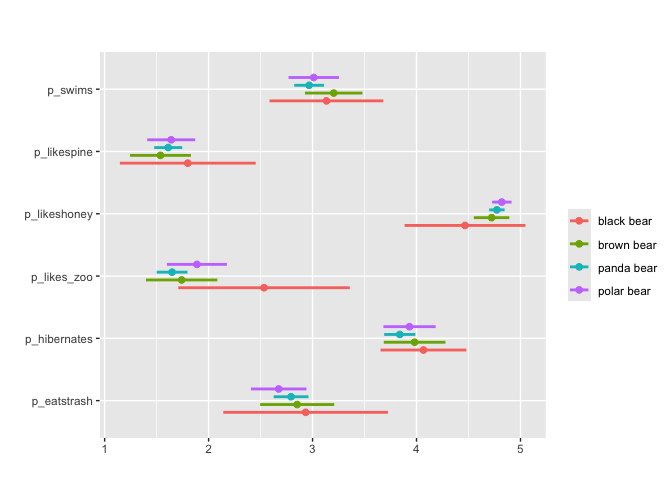 p_swims
p_likespine
p_likeshoney
p_likes_zoo
p_hibernates
p_eatstrash
1 2 3 4 5
black bear
brown bear
panda bear
polar bear